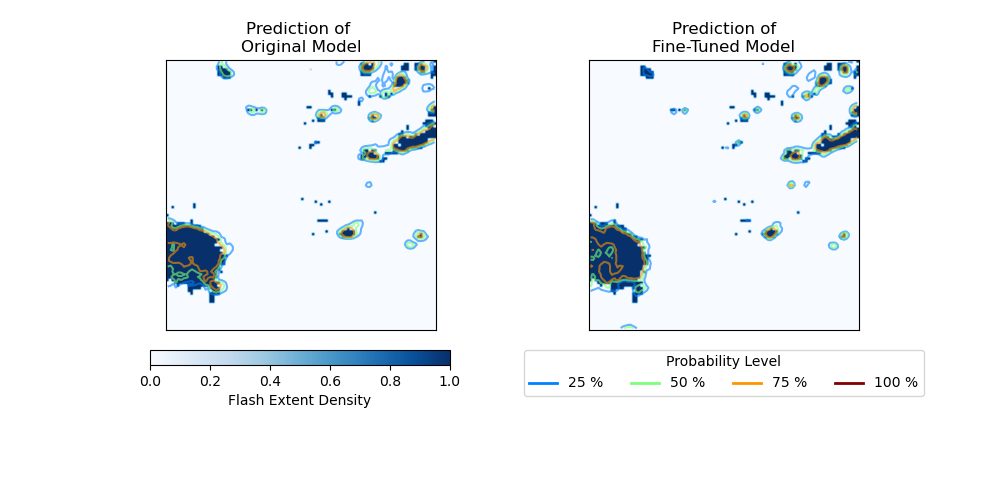 Prediction of
Original Model
Prediction of
Fine-Tuned Model
0.0 0.2 0.4 0.6 0.8 1.0
Flash Extent Density
Probability Level
25 % 50 % 75 % 100 %